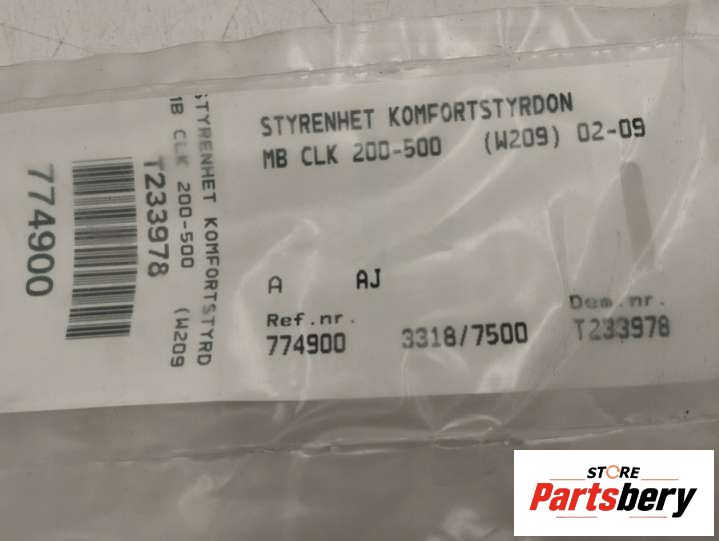 STYRENHET KOMFORTSTYRDON
MB CLK 200-500 (W209) 02-09
A AJ
Ref.nr. Dem.nr.
774900 3318/7500 T233978
STYRENHET KOMFORTSTYRD
MB CLK 200-500 (W209
T233978
774900
STORE
Partsbery